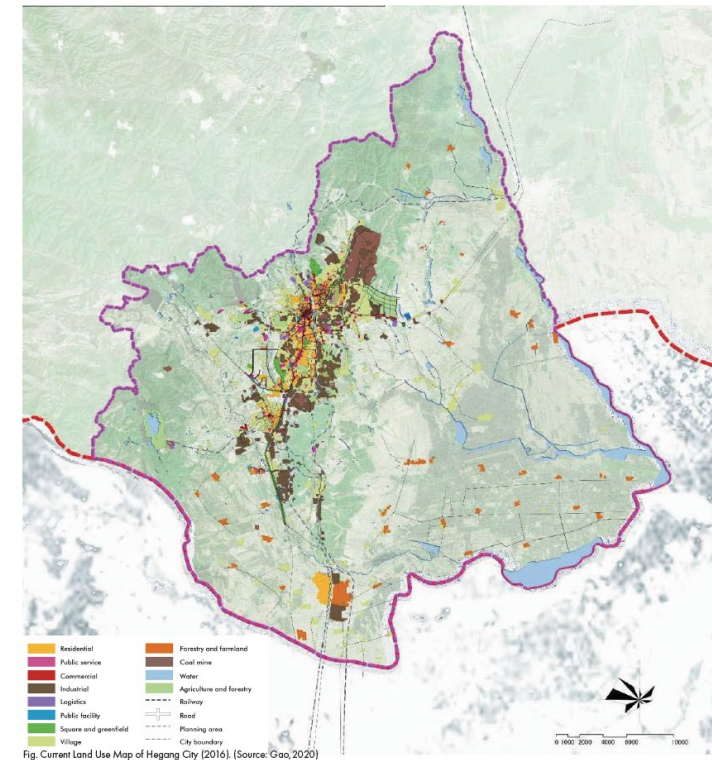 Residential
Public service
Commercial
Industrial
Logistics
Public facility
Square and greenfield
Village
Forestry and farmland
Coal mine
Water
Agriculture and forestry
Railway
Road
Planning area
City boundary
0 1000 2000 4000 6000 10000
Fig. Current Land Use Map of Hegang City (2016). (Source: Gao, 2020)